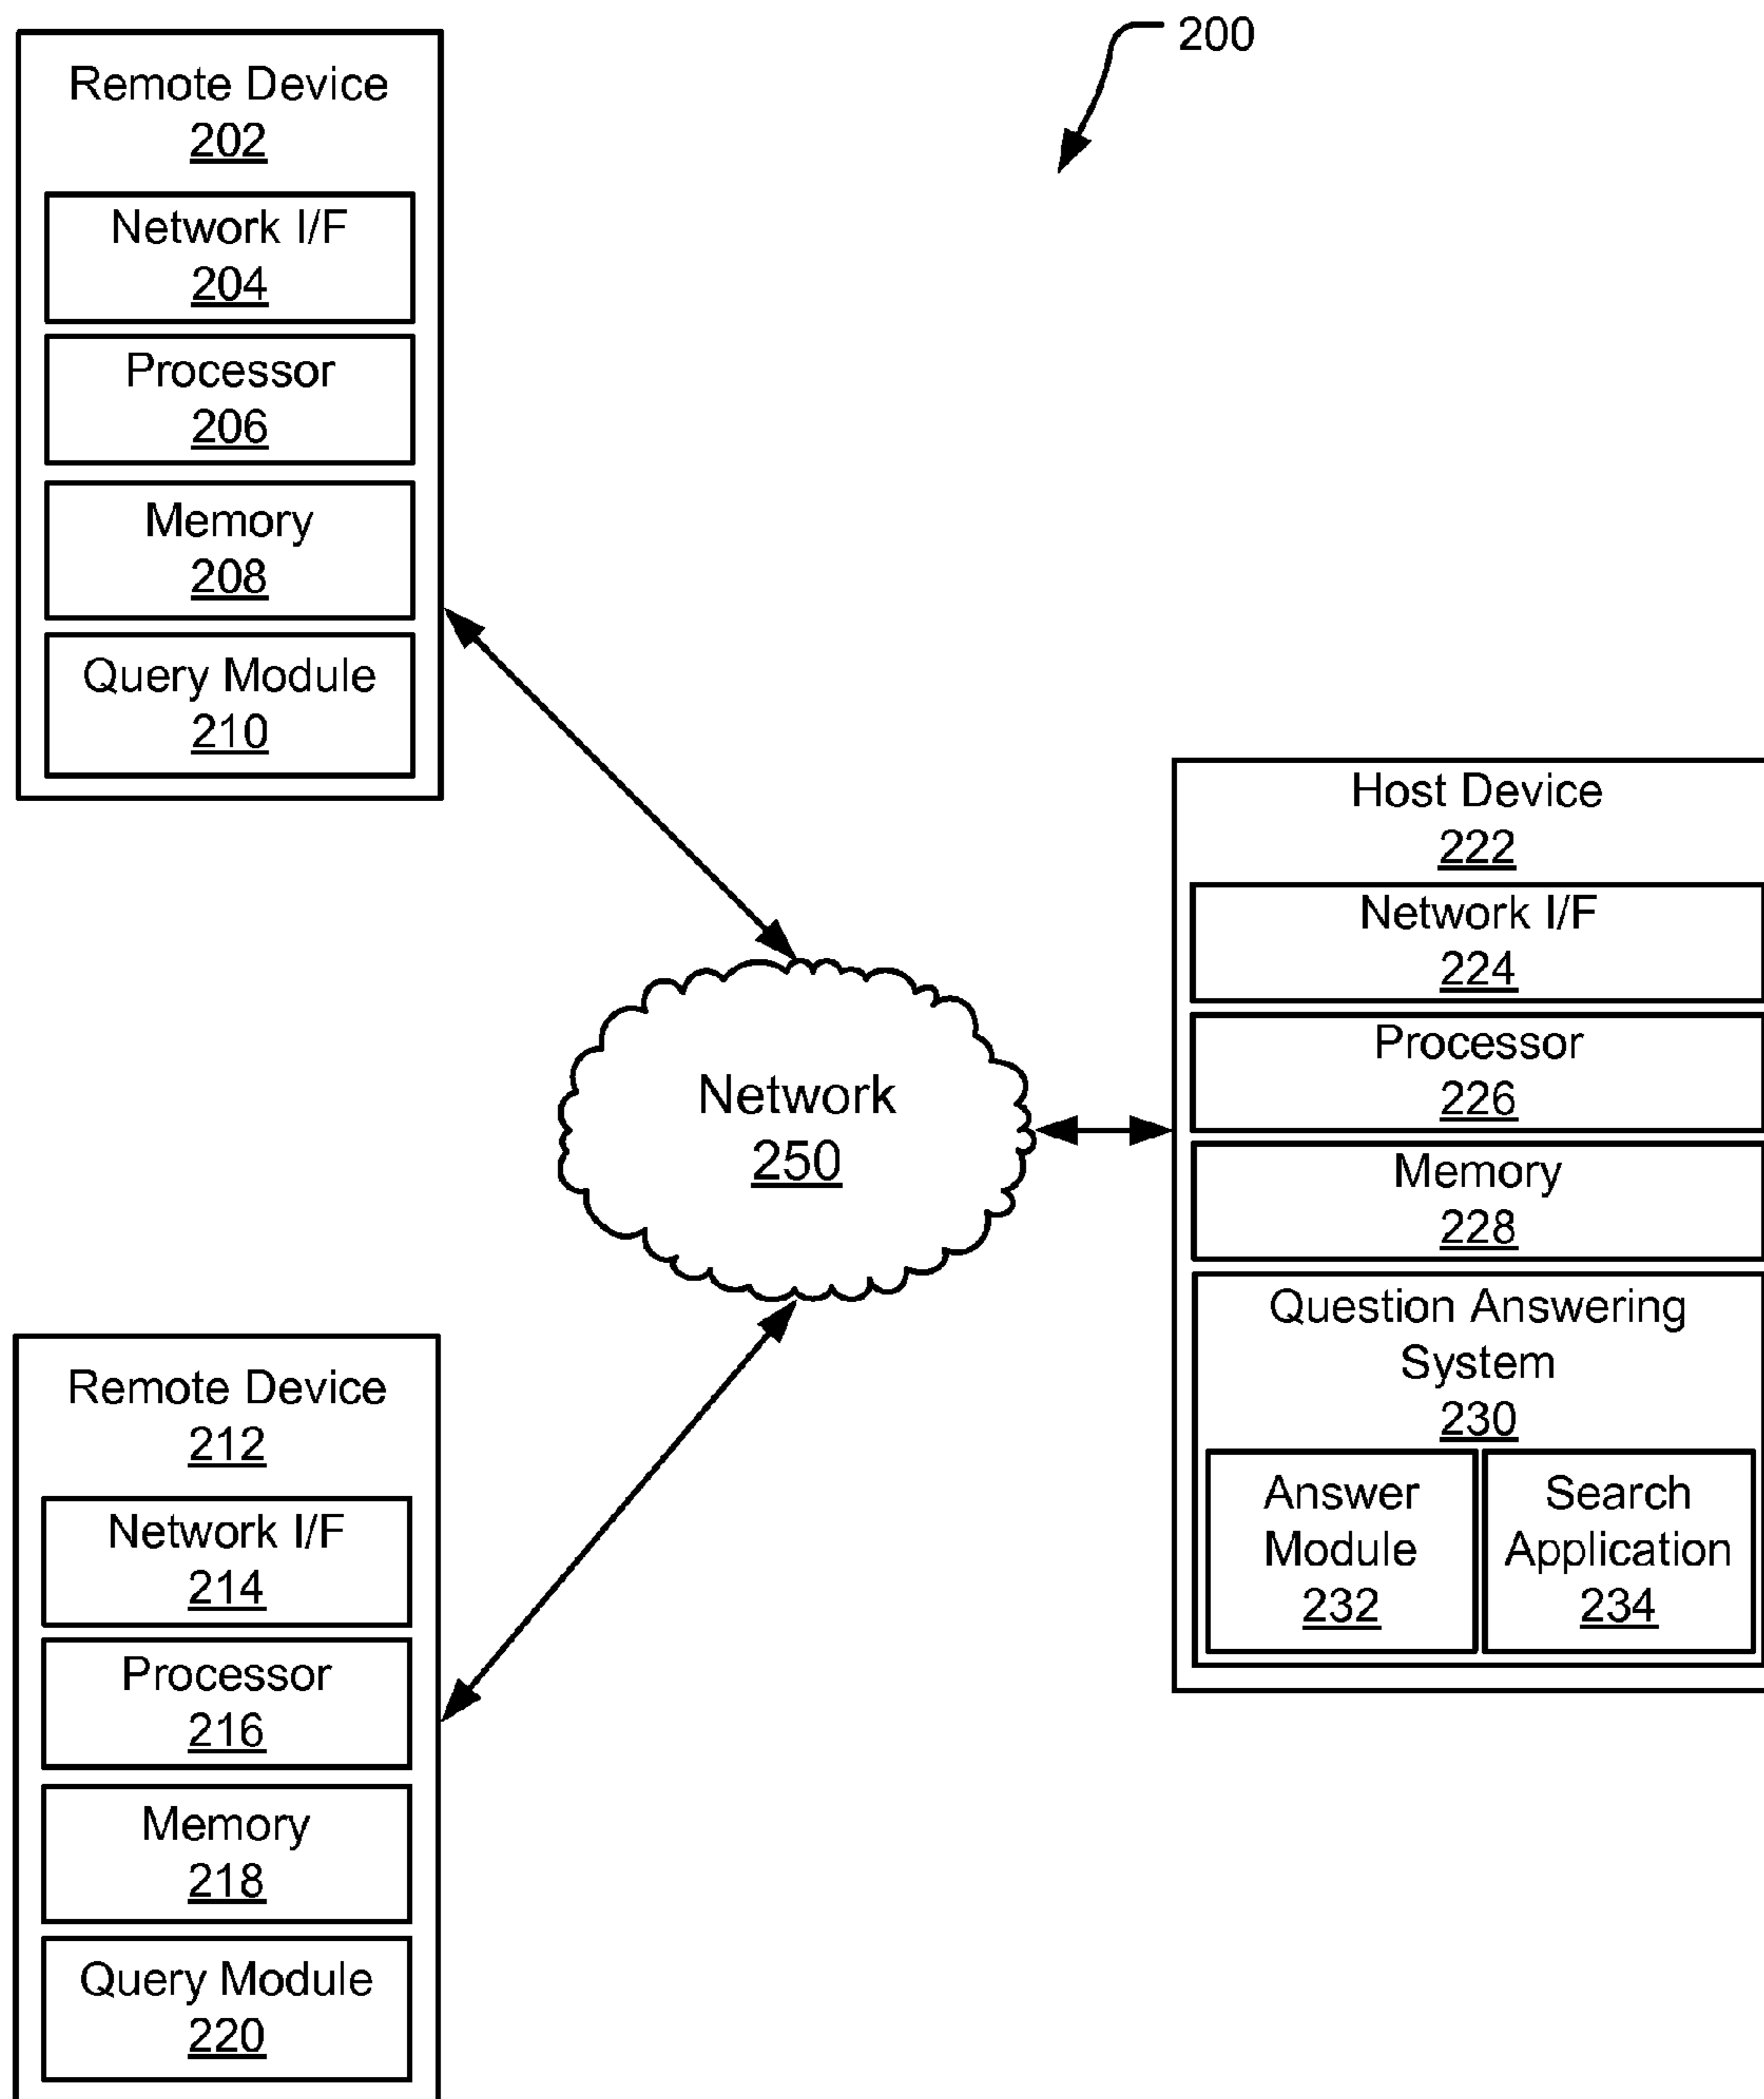 200
Remote Device
202
Network I/F
204
Processor
206
Memory
208
Query Module
210
Network
250
Host Device
222
Network I/F
224
Processor
226
Memory
228
Question Answering
System
230
Answer
Module
232
Search
Application
234
Remote Device
212
Network I/F
214
Processor
216
Memory
218
Query Module
220